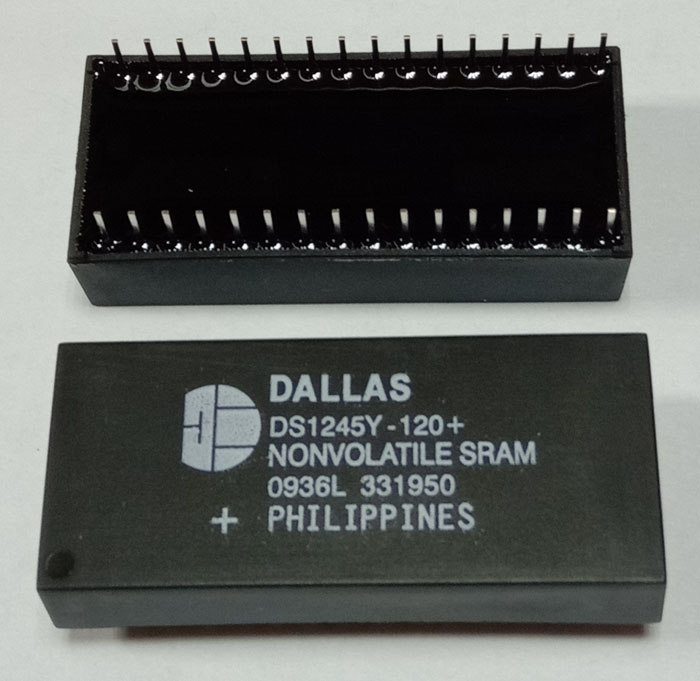 DALLAS
DS1245Y-120+
NONVOLATILE SRAM
0936L 331950
+ PHILIPPINES